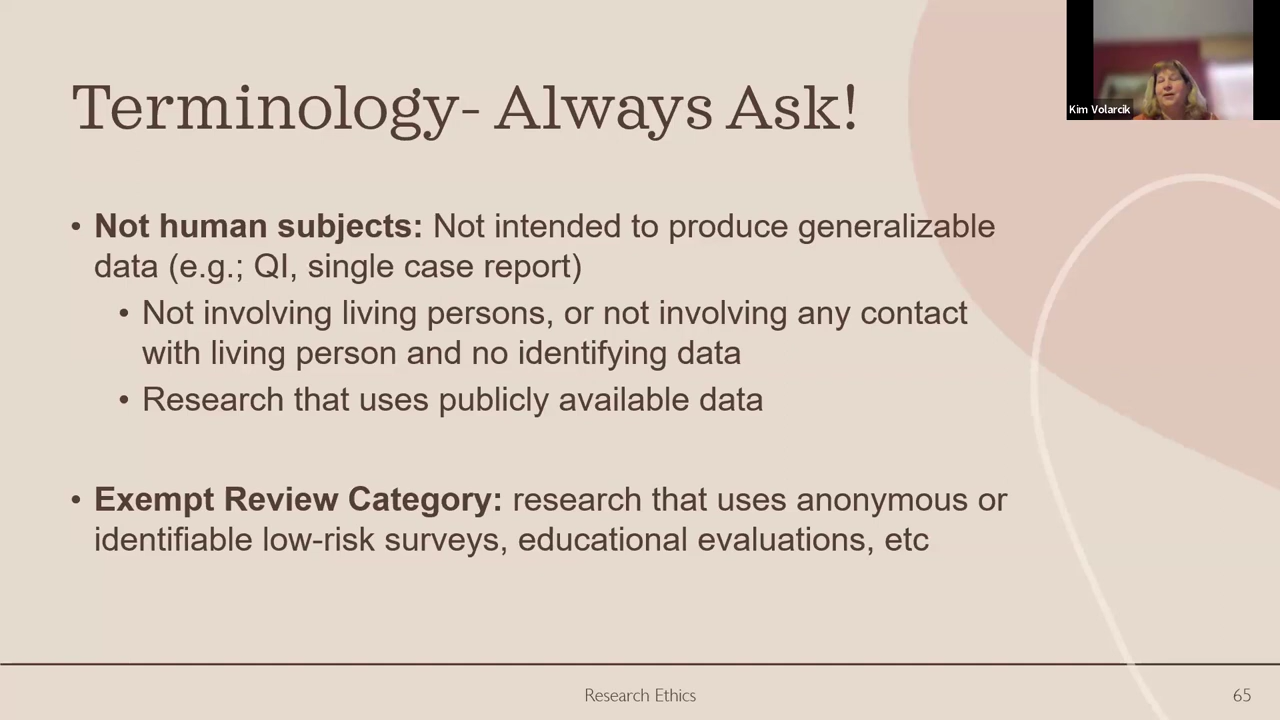 Kim Volarcik
Terminology- Always Ask!
• Not human subjects: Not intended to produce generalizable
data (e.g.; QI, single case report)
• Not involving living persons, or not involving any contact
with living person and no identifying data
• Research that uses publicly available data
• Exempt Review Category: research that uses anonymous or
identifiable low-risk surveys, educational evaluations, etc
Research Ethics
65